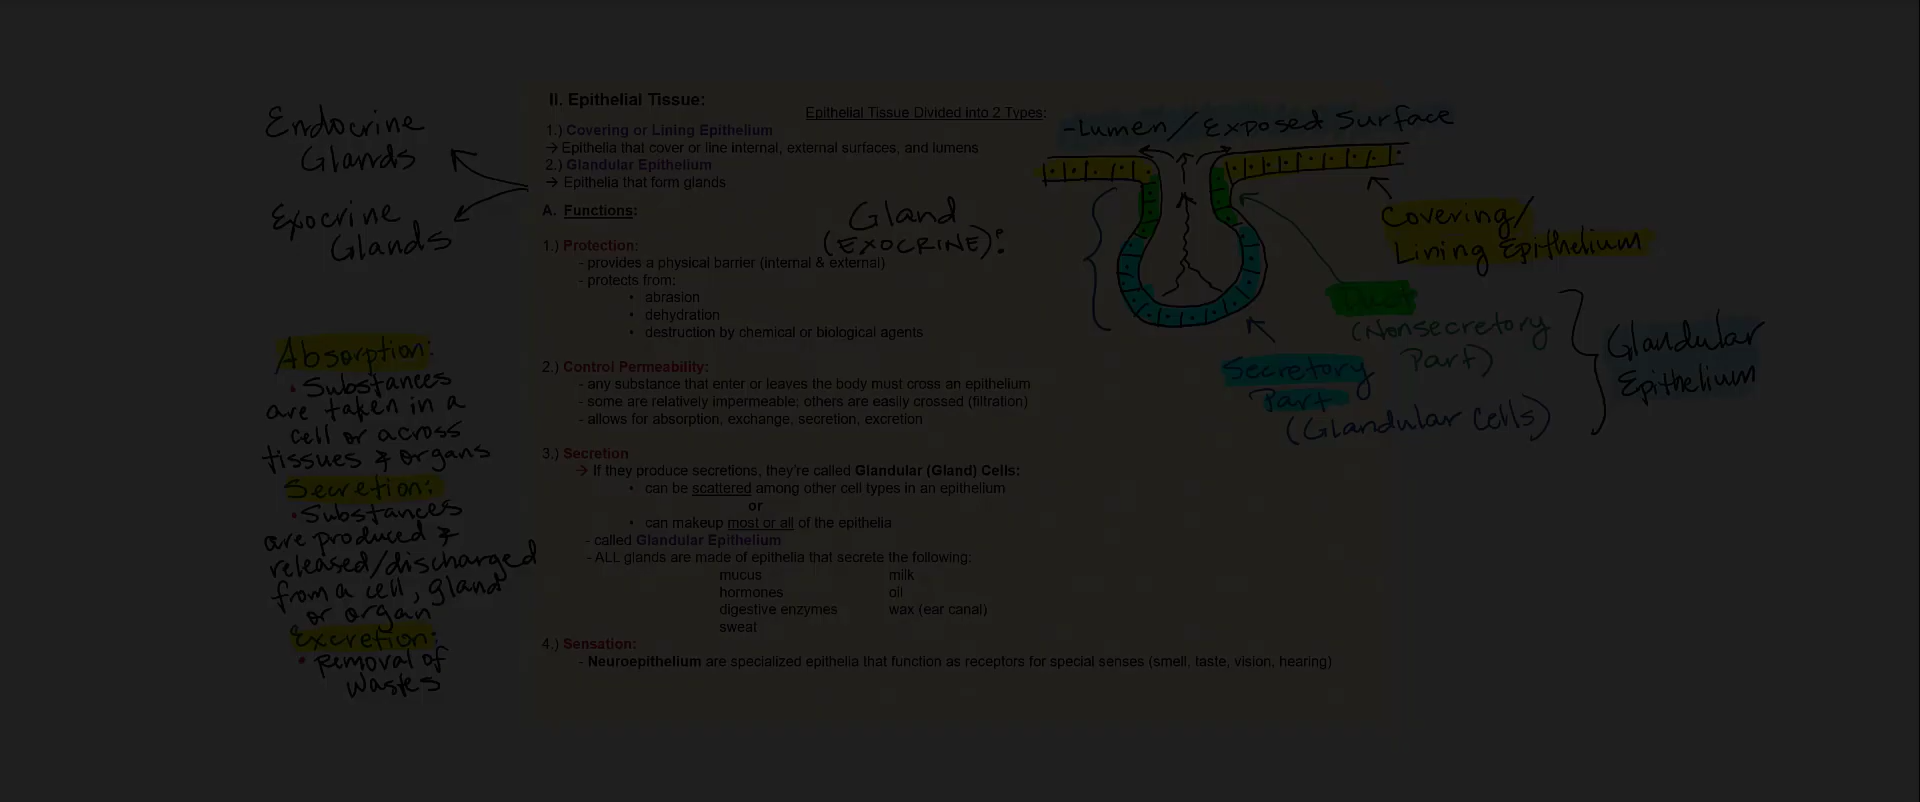 II. Epithelial Tissue:
Epithelial Tissue Divided into 2 Types:
1.) Covering or Lining Epithelium
→ Epithelia that cover or line internal, external surfaces, and lumens
2.) Glandular Epithelium
→ Epithelia that form glands
Endocrine
Glands
Exocrine
Glands
A. Functions:
1.) Protection:
- provides a physical barrier (internal & external)
- protects from:
• abrasion
• dehydration
• destruction by chemical or biological agents
2.) Control Permeability:
- any substance that enter or leaves the body must cross an epithelium
- some are relatively impermeable; others are easily crossed (filtration)
- allows for absorption, exchange, secretion, excretion
3.) Secretion
→ If they produce secretions, they're called Glandular (Gland) Cells:
• can be scattered among other cell types in an epithelium
or
• can makeup most or all of the epithelia
- called Glandular Epithelium
- ALL glands are made of epithelia that secrete the following:
mucus milk
hormones oil
digestive enzymes wax (ear canal)
sweat
4.) Sensation:
- Neuroepithelium are specialized epithelia that function as receptors for special senses (smell, taste, vision, hearing)
Absorption:
• Substances
are taken in a
cell or across
tissues & organs
Secretion:
• Substances
are produced &
released/discharged
from a cell, gland
or organ
Excretion:
• removal of
wastes
Gland
(EXOCRINE):
-Lumen/Exposed Surface
Covering/
Lining Epithelium
Duct
(Nonsecretory
Part)
Secretory
Part
(Glandular Cells)
Glandular
Epithelium